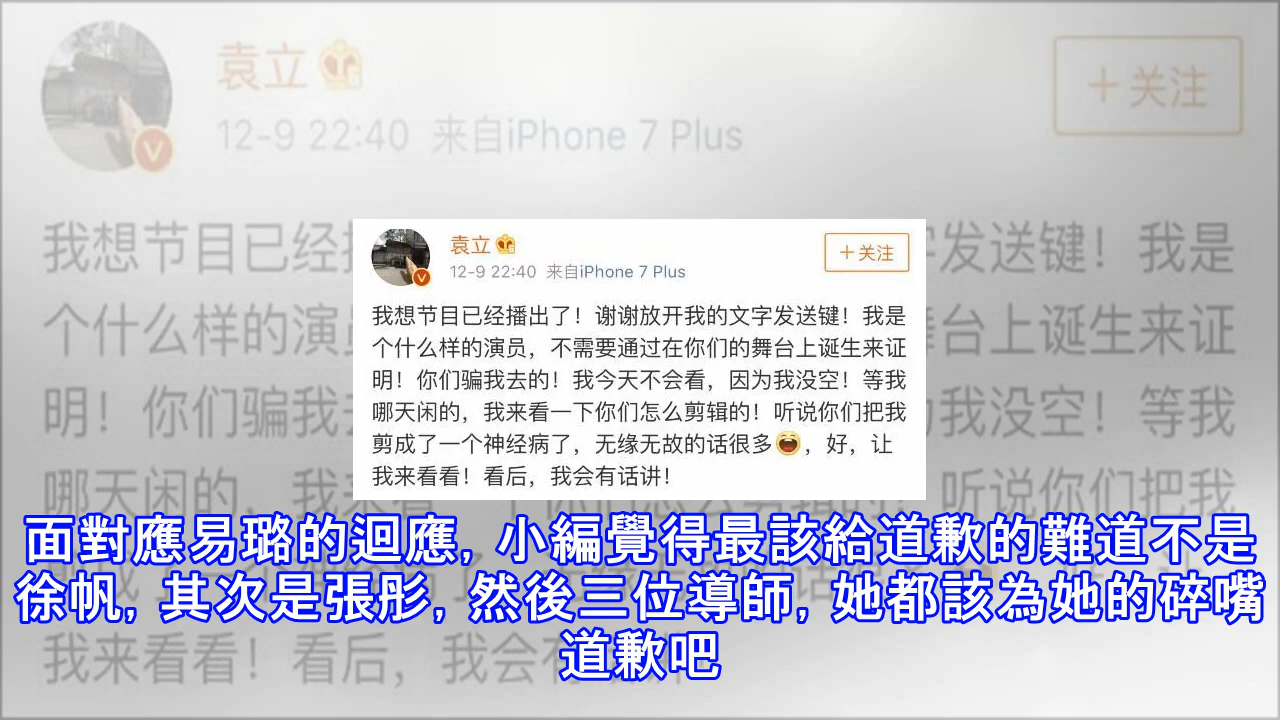 袁立
12-9 22:40 来自iPhone 7 Plus
+关注
我想节目已经播出了！谢谢放开我的文字发送键！我是
个什么样的演员，不需要通过在你们的舞台上诞生来证
明！你们骗我去的！我今天不会看，因为我没空！等我
哪天闲的，我来看一下你们怎么剪辑的！听说你们把我
剪成了一个神经病了，无缘无故的话很多，好，让
我来看看！看后，我会有话讲！
面對應易璐的迴應, 小編覺得最該給道歉的難道不是
徐帆, 其次是張彤, 然後三位導師, 她都該為她的碎嘴
道歉吧